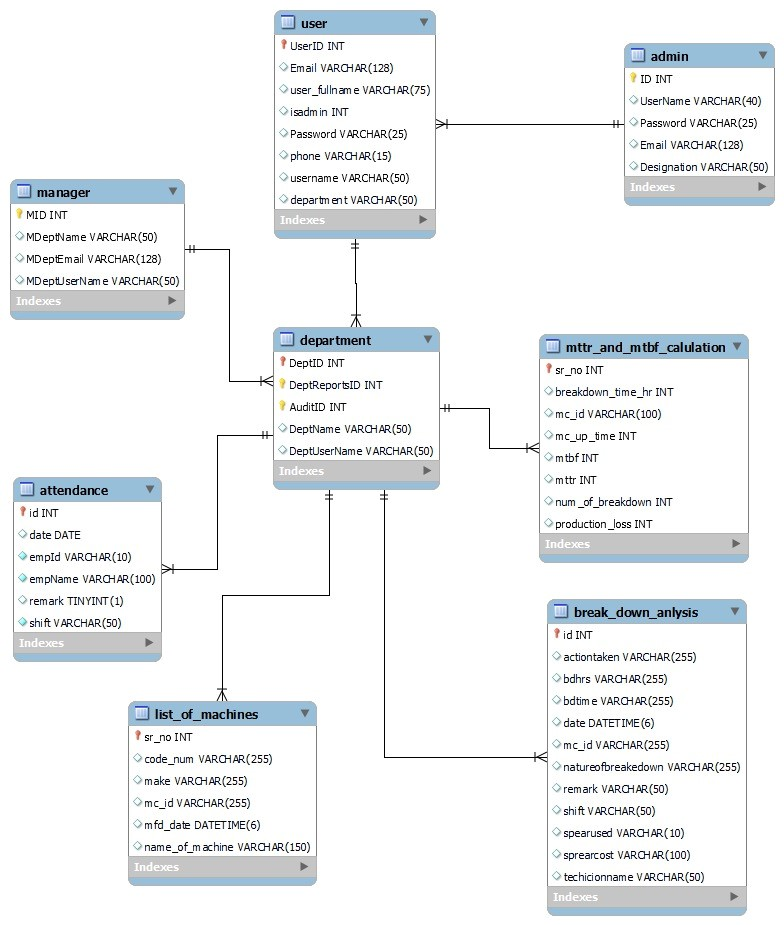 user
UserID INT
Email VARCHAR(128)
user_fullname VARCHAR(75)
isadmin INT
Password VARCHAR(25)
phone VARCHAR(15)
username VARCHAR(50)
department VARCHAR(50)
Indexes
admin
ID INT
UserName VARCHAR(40)
Password VARCHAR(25)
Email VARCHAR(128)
Designation VARCHAR(50)
Indexes
manager
MID INT
MDeptName VARCHAR(50)
MDeptEmail VARCHAR(128)
MDeptUserName VARCHAR(50)
Indexes
department
DeptID INT
DeptReportsID INT
AuditID INT
DeptName VARCHAR(50)
DeptUserName VARCHAR(50)
Indexes
mttr_and_mtbf_calulation
sr_no INT
breakdown_time_hr INT
mc_id VARCHAR(100)
mc_up_time INT
mtbf INT
mttr INT
num_of_breakdown INT
production_loss INT
Indexes
attendance
id INT
date DATE
empId VARCHAR(10)
empName VARCHAR(100)
remark TINYINT(1)
shift VARCHAR(50)
Indexes
list_of_machines
sr_no INT
code_num VARCHAR(255)
make VARCHAR(255)
mc_id VARCHAR(255)
mfd_date DATETIME(6)
name_of_machine VARCHAR(150)
Indexes
break_down_anlysis
id INT
actiontaken VARCHAR(255)
bdhrs VARCHAR(255)
bdtime VARCHAR(255)
date DATETIME(6)
mc_id VARCHAR(255)
natureofbreakedown VARCHAR(255)
remark VARCHAR(50)
shift VARCHAR(50)
spearused VARCHAR(10)
sprearcost VARCHAR(100)
techicionname VARCHAR(50)
Indexes